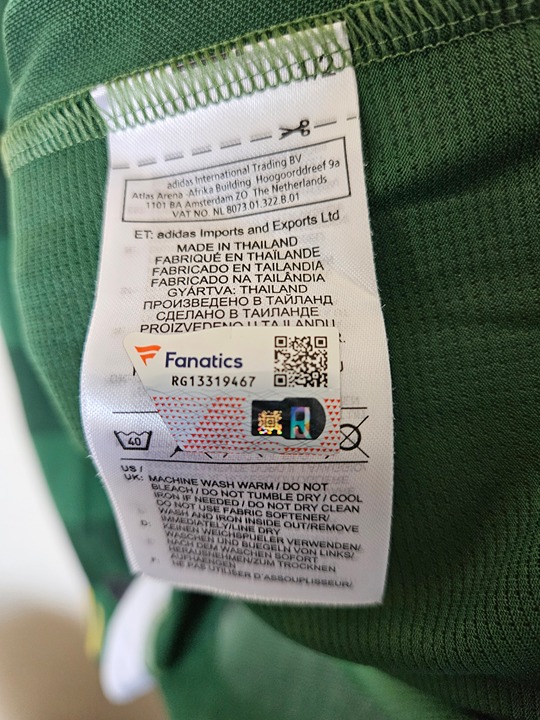 1/2
adidas International Trading BV
Atlas Arena -Afrika Building Hoogoorddreef 9a
1101 BA Amsterdam ZO The Netherlands
VAT NO. NL 8073.01.322.B.01
ET: adidas Imports and Exports Ltd
MADE IN THAILAND
FABRIQUÉ EN THAÏLANDE
FABRICADO EN TAILANDIA
FABRICADO NA TAILÂNDIA
GYÁRTVA: THAILAND
ПРОИЗВЕДЕНО В ТАЙЛАНД
СДЕЛАНО В ТАИЛАНДЕ
PROIZVEDENO U TAJLANDU
Fanatics
RG13319467
R
40
US /
UK: MACHINE WASH WARM / DO NOT
BLEACH / DO NOT TUMBLE DRY / COOL
IRON IF NEEDED / DO NOT DRY CLEAN
DO NOT USE FABRIC SOFTENER/
WASH AND IRON INSIDE OUT/REMOVE
IMMEDIATELY/LINE DRY
D: KEINEN WEICHSPUELER VERWENDEN/
WASCHEN UND BUEGELN VON LINKS/
NACH DEM WASCHEN SOFORT
HERAUSNEHMEN/ZUM TROCKNEN
F: NE PAS UTILISER D'ASSOUPLISSEUR/